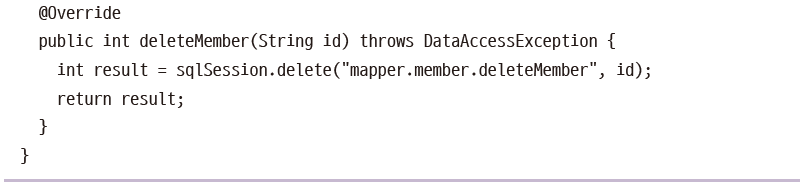 @Override
public int deleteMember(String id) throws DataAccessException {
int result = sqlSession.delete("mapper.member.deleteMember", id);
return result;
}
}